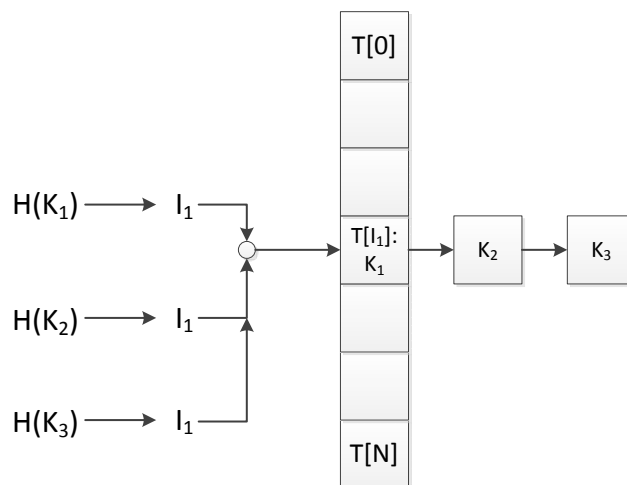 T[0]
H(K₁) I₁
T[I₁]:
K₁
K₂ K₃
H(K₂) I₁
H(K₃) I₁
T[N]